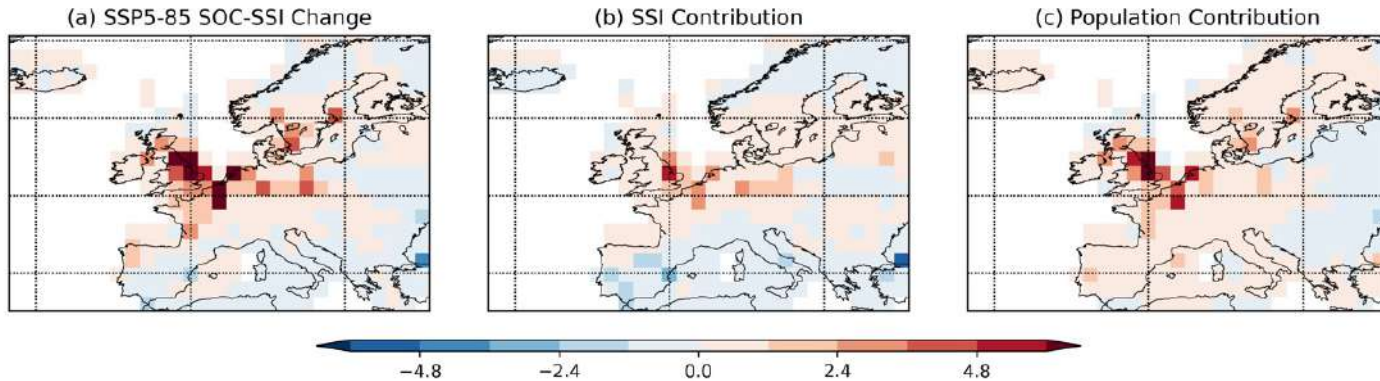 (a) SSP5-85 SOC-SSI Change (b) SSI Contribution (c) Population Contribution
−4.8 −2.4 0.0 2.4 4.8